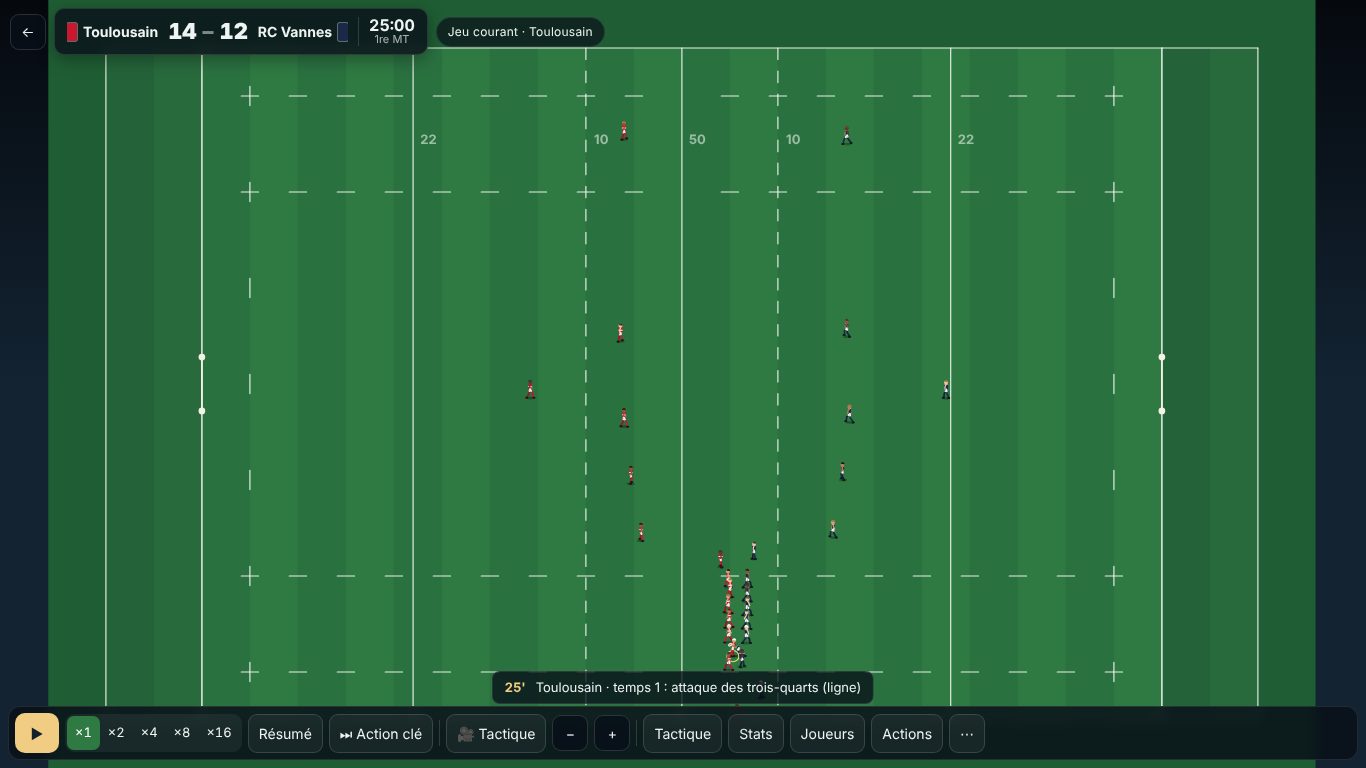 ←
Toulousain 14 – 12 RC Vannes 25:00
1re MT
Jeu courant · Toulousain
22 10 50 10 22
25' Toulousain · temps 1 : attaque des trois-quarts (ligne)
×1 ×2 ×4 ×8 ×16 Résumé ⏭ Action clé 🎥 Tactique − + Tactique Stats Joueurs Actions ⋯